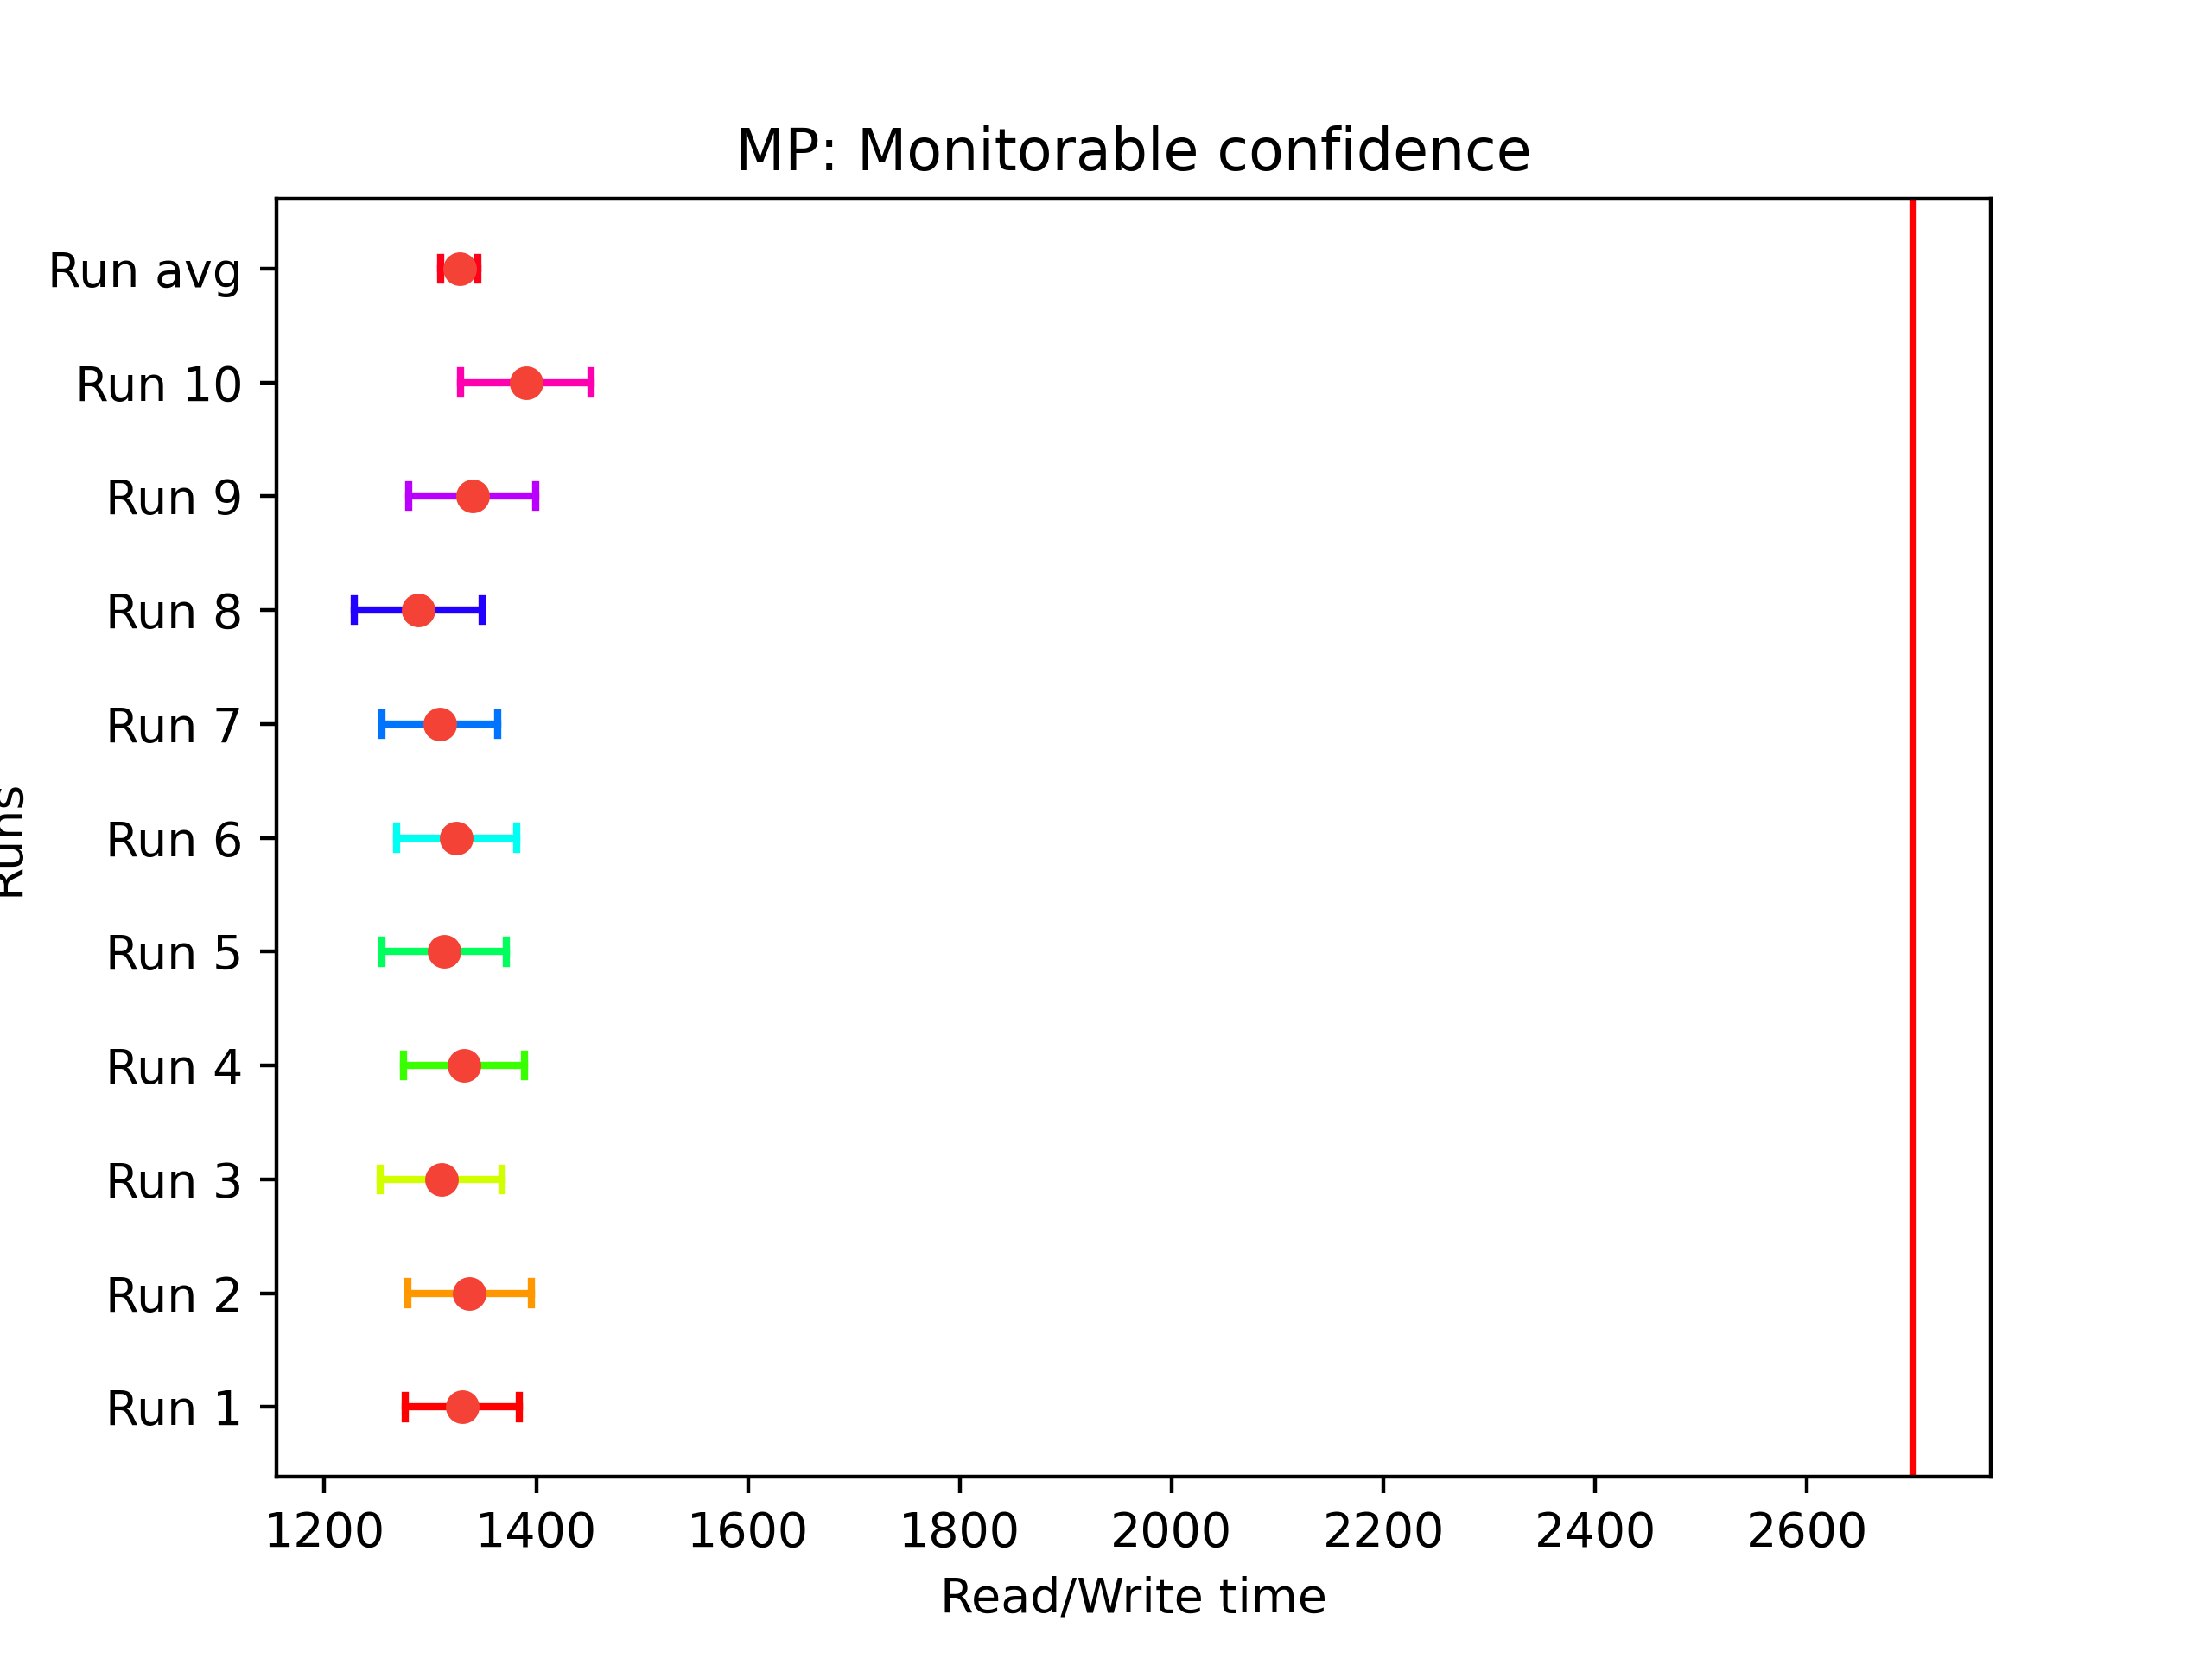 MP: Monitorable confidence
Run avg
Run 10
Run 9
Run 8
Run 7
Run 6
Run 5
Run 4
Run 3
Run 2
Run 1
Runs
1200 1400 1600 1800 2000 2200 2400 2600
Read/Write time